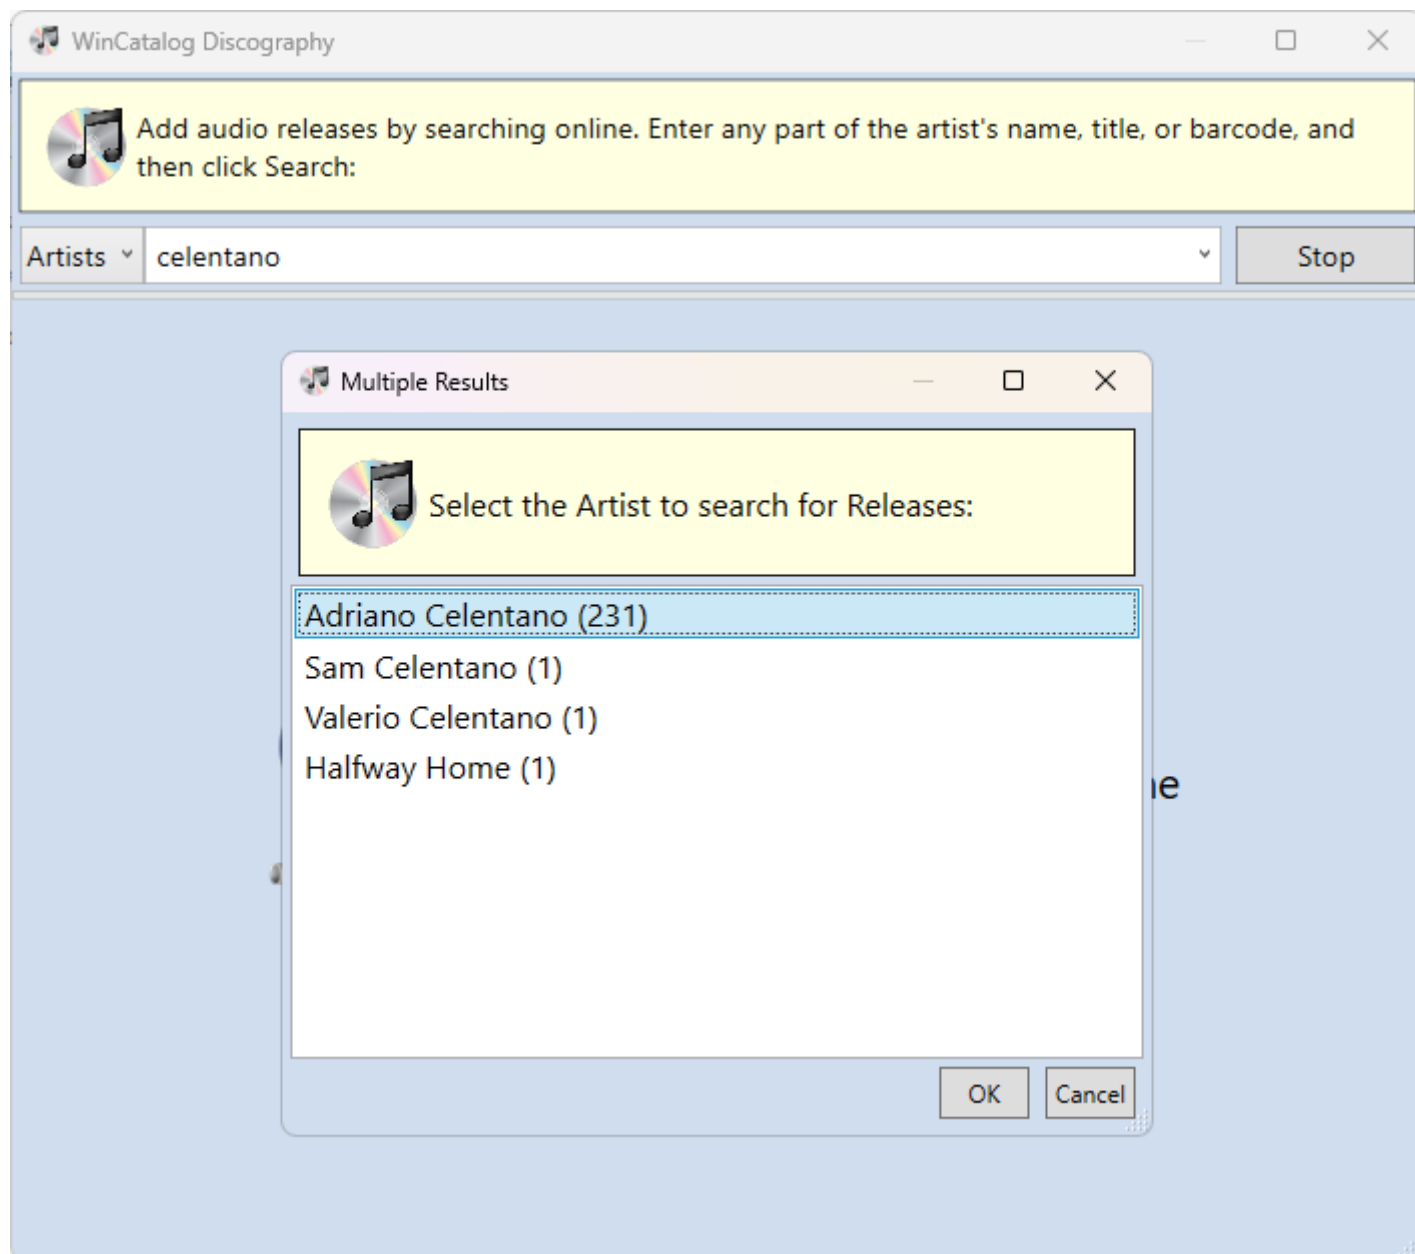 WinCatalog Discography
Add audio releases by searching online. Enter any part of the artist's name, title, or barcode, and
then click Search:
Artists celentano Stop
Multiple Results
Select the Artist to search for Releases:
Adriano Celentano (231)
Sam Celentano (1)
Valerio Celentano (1)
Halfway Home (1)
OK Cancel